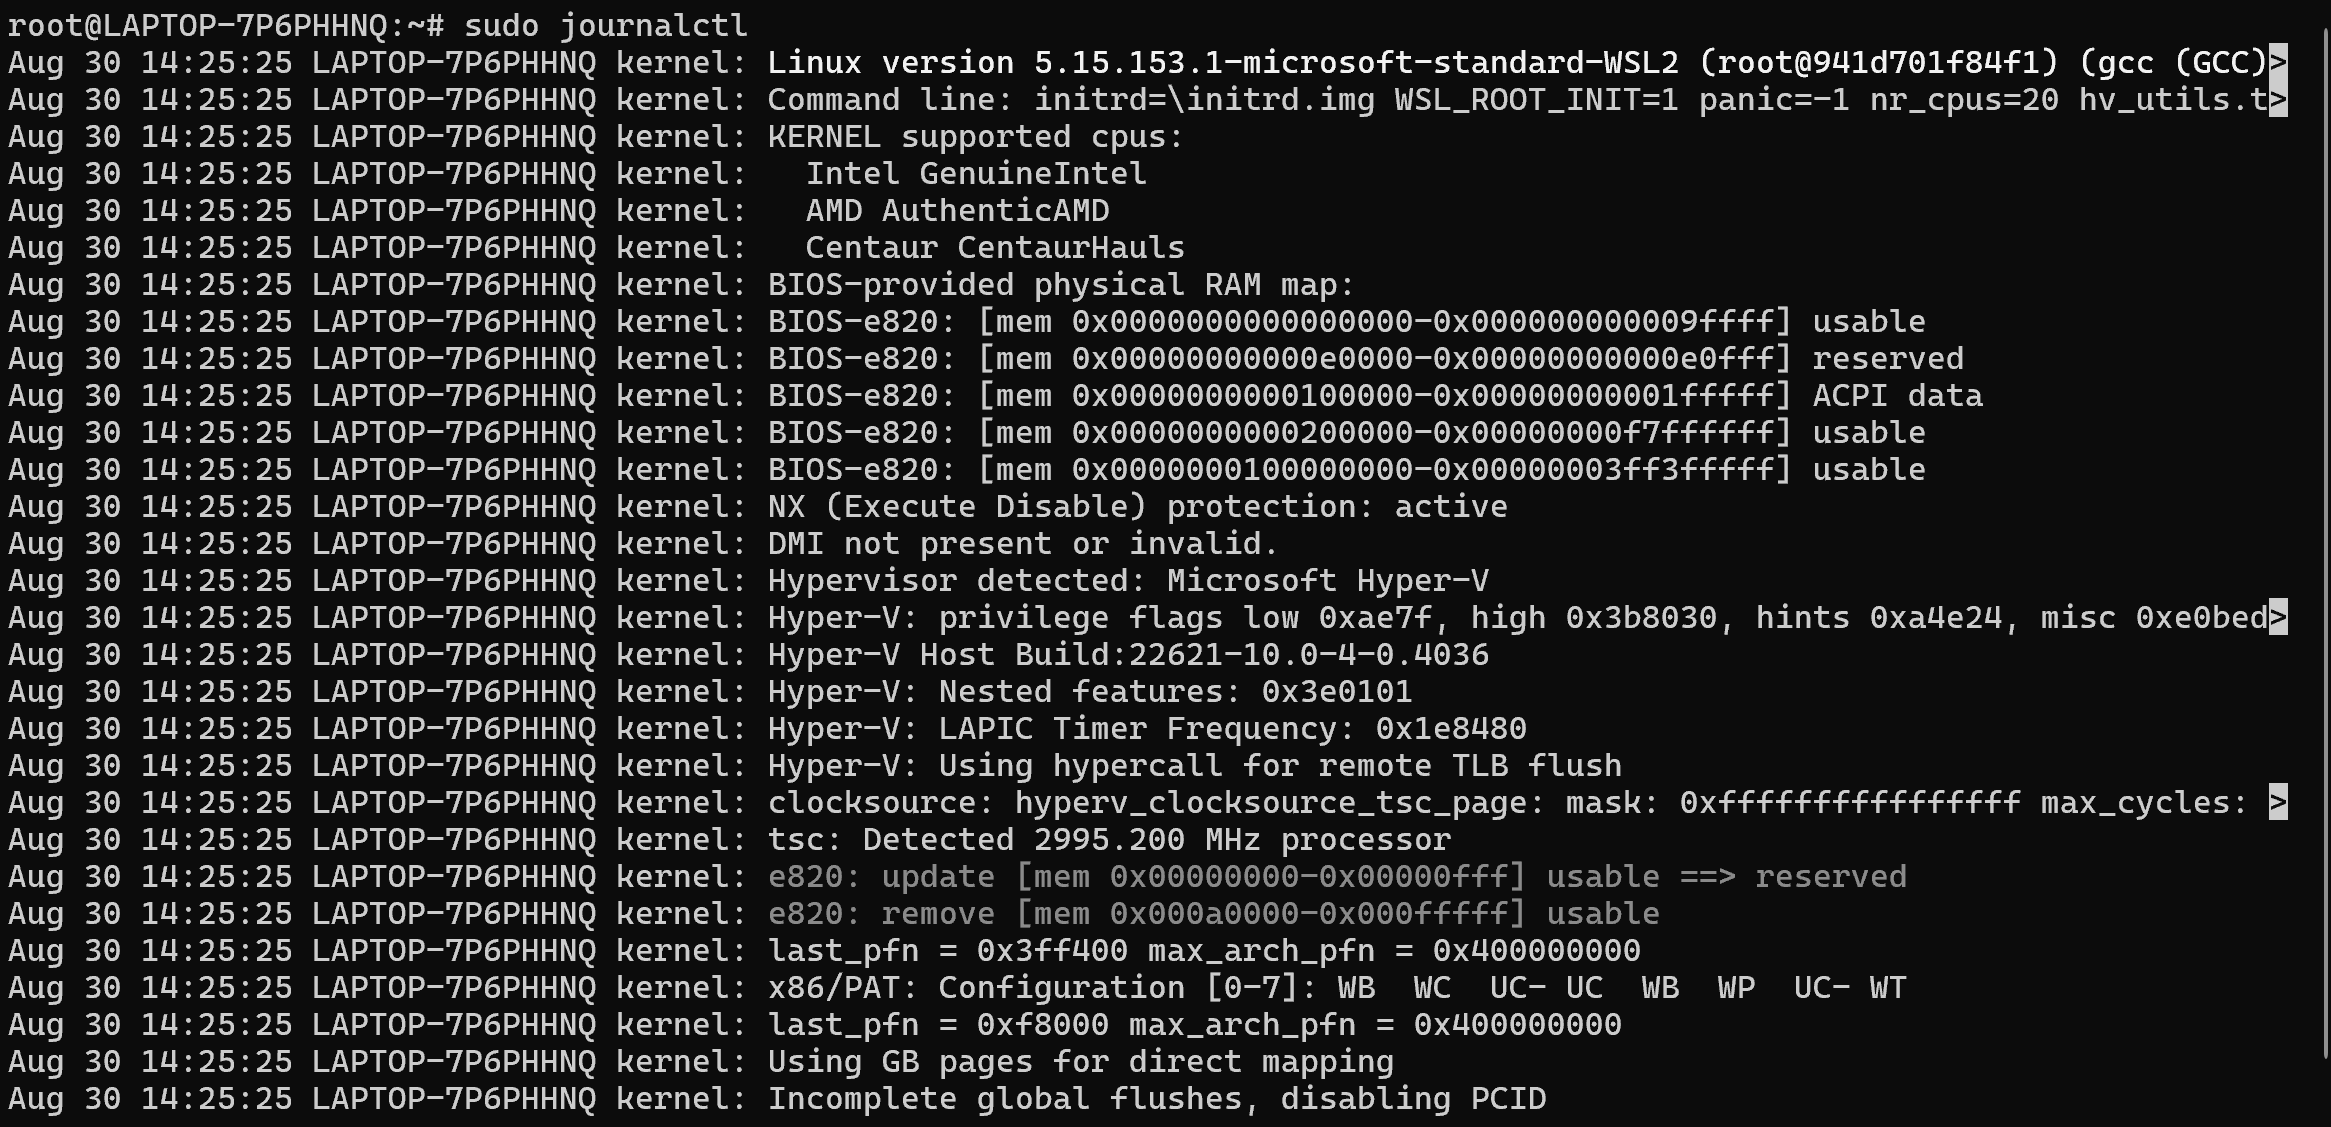 root@LAPTOP-7P6PHHNQ:~# sudo journalctl
Aug 30 14:25:25 LAPTOP-7P6PHHNQ kernel: Linux version 5.15.153.1-microsoft-standard-WSL2 (root@941d701f84f1) (gcc (GCC)>
Aug 30 14:25:25 LAPTOP-7P6PHHNQ kernel: Command line: initrd=\initrd.img WSL_ROOT_INIT=1 panic=-1 nr_cpus=20 hv_utils.t>
Aug 30 14:25:25 LAPTOP-7P6PHHNQ kernel: KERNEL supported cpus:
Aug 30 14:25:25 LAPTOP-7P6PHHNQ kernel:   Intel GenuineIntel
Aug 30 14:25:25 LAPTOP-7P6PHHNQ kernel:   AMD AuthenticAMD
Aug 30 14:25:25 LAPTOP-7P6PHHNQ kernel:   Centaur CentaurHauls
Aug 30 14:25:25 LAPTOP-7P6PHHNQ kernel: BIOS-provided physical RAM map:
Aug 30 14:25:25 LAPTOP-7P6PHHNQ kernel: BIOS-e820: [mem 0x0000000000000000-0x000000000009ffff] usable
Aug 30 14:25:25 LAPTOP-7P6PHHNQ kernel: BIOS-e820: [mem 0x00000000000e0000-0x00000000000e0fff] reserved
Aug 30 14:25:25 LAPTOP-7P6PHHNQ kernel: BIOS-e820: [mem 0x0000000000100000-0x00000000001fffff] ACPI data
Aug 30 14:25:25 LAPTOP-7P6PHHNQ kernel: BIOS-e820: [mem 0x0000000000200000-0x00000000f7ffffff] usable
Aug 30 14:25:25 LAPTOP-7P6PHHNQ kernel: BIOS-e820: [mem 0x0000000100000000-0x00000003ff3fffff] usable
Aug 30 14:25:25 LAPTOP-7P6PHHNQ kernel: NX (Execute Disable) protection: active
Aug 30 14:25:25 LAPTOP-7P6PHHNQ kernel: DMI not present or invalid.
Aug 30 14:25:25 LAPTOP-7P6PHHNQ kernel: Hypervisor detected: Microsoft Hyper-V
Aug 30 14:25:25 LAPTOP-7P6PHHNQ kernel: Hyper-V: privilege flags low 0xae7f, high 0x3b8030, hints 0xa4e24, misc 0xe0bed>
Aug 30 14:25:25 LAPTOP-7P6PHHNQ kernel: Hyper-V Host Build:22621-10.0-4-0.4036
Aug 30 14:25:25 LAPTOP-7P6PHHNQ kernel: Hyper-V: Nested features: 0x3e0101
Aug 30 14:25:25 LAPTOP-7P6PHHNQ kernel: Hyper-V: LAPIC Timer Frequency: 0x1e8480
Aug 30 14:25:25 LAPTOP-7P6PHHNQ kernel: Hyper-V: Using hypercall for remote TLB flush
Aug 30 14:25:25 LAPTOP-7P6PHHNQ kernel: clocksource: hyperv_clocksource_tsc_page: mask: 0xffffffffffffffff max_cycles: >
Aug 30 14:25:25 LAPTOP-7P6PHHNQ kernel: tsc: Detected 2995.200 MHz processor
Aug 30 14:25:25 LAPTOP-7P6PHHNQ kernel: e820: update [mem 0x00000000-0x00000fff] usable ==> reserved
Aug 30 14:25:25 LAPTOP-7P6PHHNQ kernel: e820: remove [mem 0x000a0000-0x000fffff] usable
Aug 30 14:25:25 LAPTOP-7P6PHHNQ kernel: last_pfn = 0x3ff400 max_arch_pfn = 0x400000000
Aug 30 14:25:25 LAPTOP-7P6PHHNQ kernel: x86/PAT: Configuration [0-7]: WB  WC  UC- UC  WB  WP  UC- WT
Aug 30 14:25:25 LAPTOP-7P6PHHNQ kernel: last_pfn = 0xf8000 max_arch_pfn = 0x400000000
Aug 30 14:25:25 LAPTOP-7P6PHHNQ kernel: Using GB pages for direct mapping
Aug 30 14:25:25 LAPTOP-7P6PHHNQ kernel: Incomplete global flushes, disabling PCID